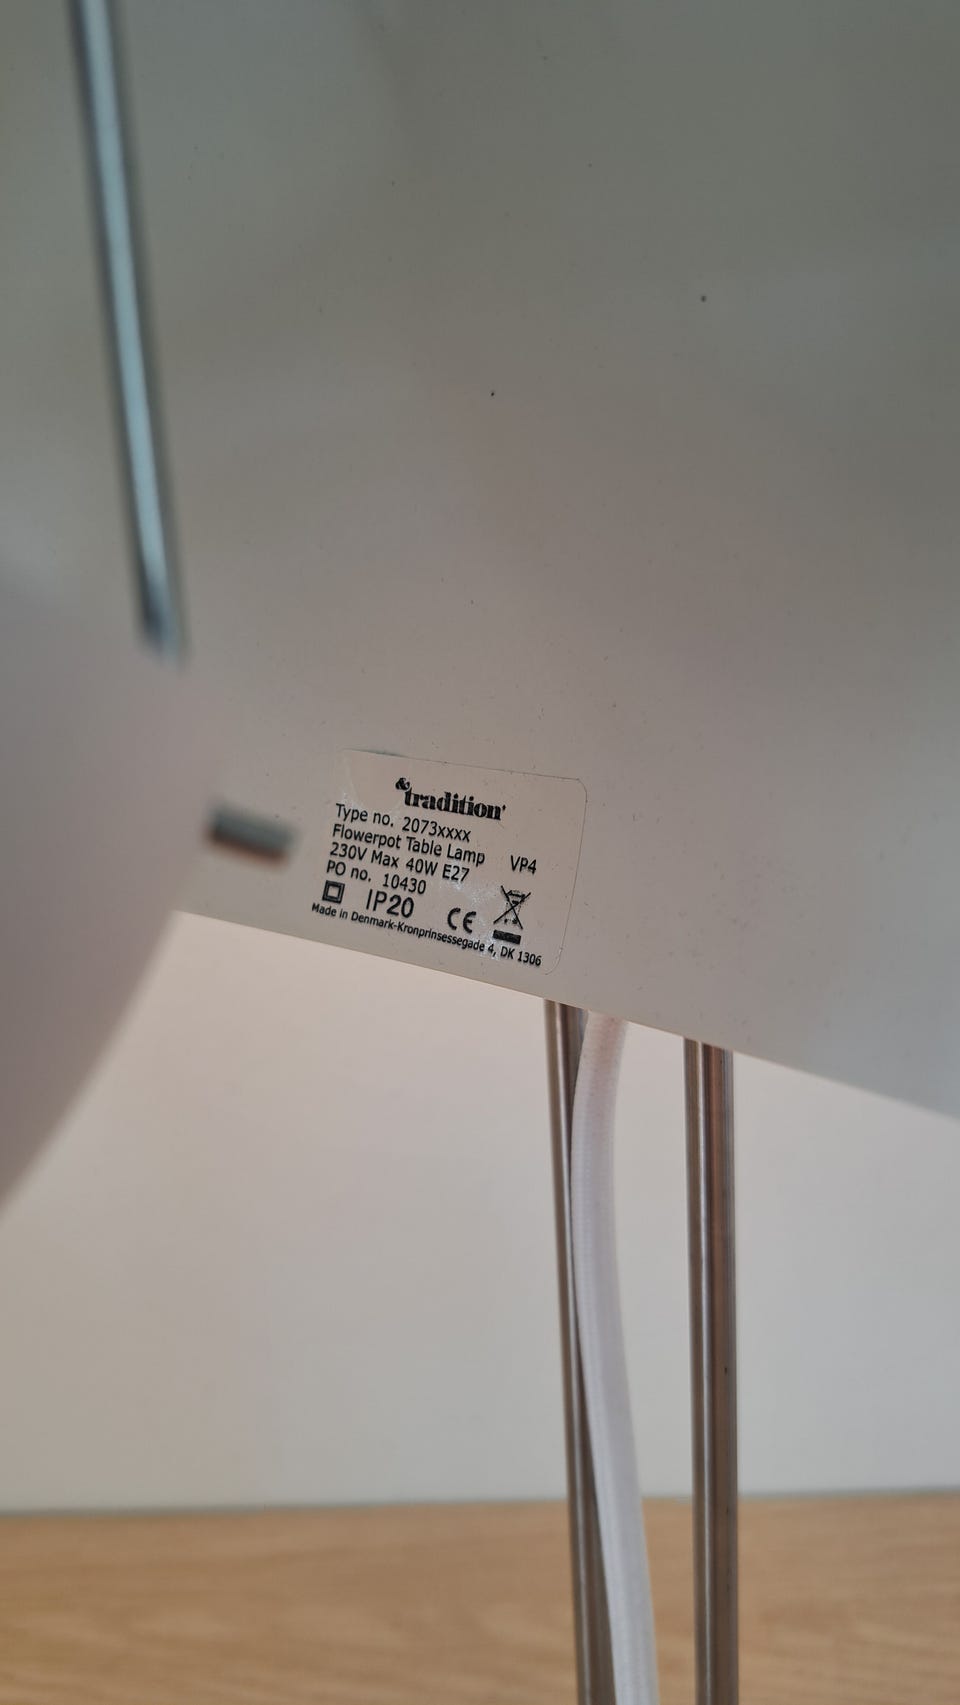 &tradition®
Type no. 2073xxxx
Flowerpot Table Lamp VP4
230V Max 40W E27
PO no. 10430
IP20 CE
Made in Denmark-Kronprinsessegade 4, DK 1306